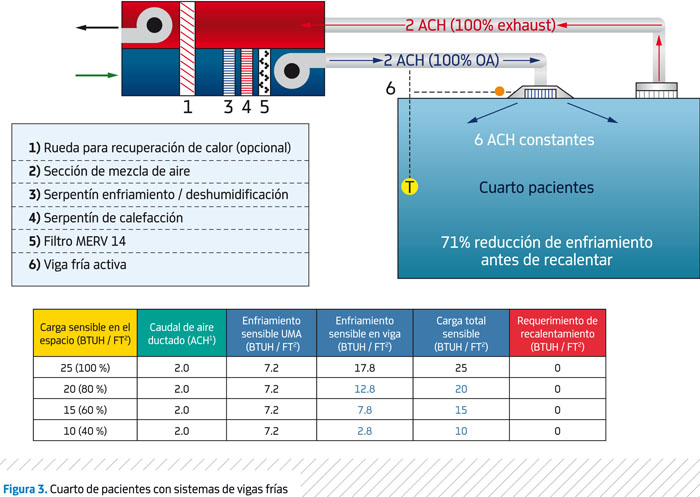 2 ACH (100% exhaust)
2 ACH (100% OA)
1
3
4
5
6
T
6 ACH constantes
Cuarto pacientes
71% reducción de enfriamiento
antes de recalentar
1) Rueda para recuperación de calor (opcional)
2) Sección de mezcla de aire
3) Serpentín enfriamiento / deshumidificación
4) Serpentín de calefacción
5) Filtro MERV 14
6) Viga fría activa
Carga sensible en el
espacio (BTUH / FT²)
Caudal de aire
ductado (ACH¹)
Enfriamiento
sensible UMA
(BTUH / FT²)
Enfriamiento
sensible en viga
(BTUH / FT²)
Carga total
sensible
(BTUH / FT²)
Requerimiento de
recalentamiento
(BTUH / FT²)
25 (100 %) 2.0 7.2 17.8 25 0
20 (80 %) 2.0 7.2 12.8 20 0
15 (60 %) 2.0 7.2 7.8 15 0
10 (40 %) 2.0 7.2 2.8 10 0
Figura 3. Cuarto de pacientes con sistemas de vigas frías